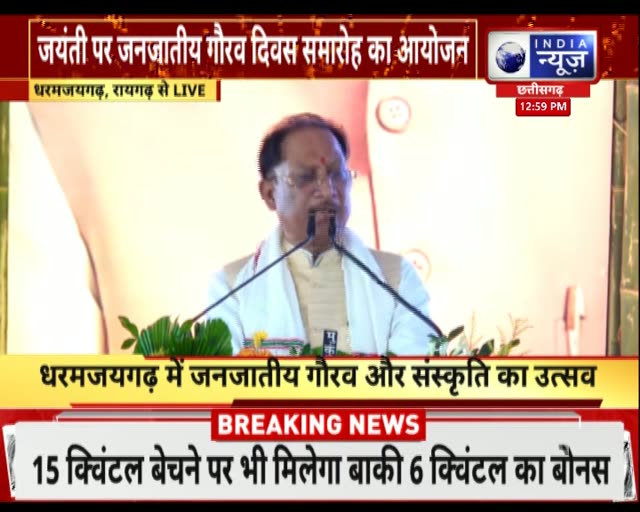 जयंती पर जनजातीय गौरव दिवस समारोह का आयोजन
INDIA
न्यूज़
छत्तीसगढ़
12:59 PM
धरमजयगढ़, रायगढ़ से LIVE
धरमजयगढ़ में जनजातीय गौरव और संस्कृति का उत्सव
BREAKING NEWS
15 क्विंटल बेचने पर भी मिलेगा बाकी 6 क्विंटल का बोनस